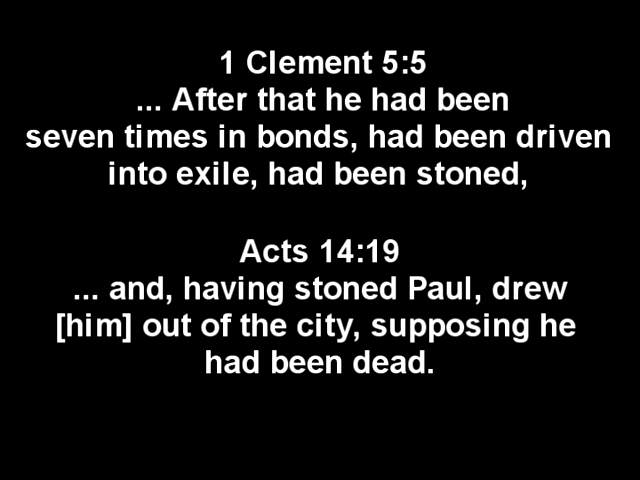 1 Clement 5:5
... After that he had been
seven times in bonds, had been driven
into exile, had been stoned,
Acts 14:19
... and, having stoned Paul, drew
[him] out of the city, supposing he
had been dead.